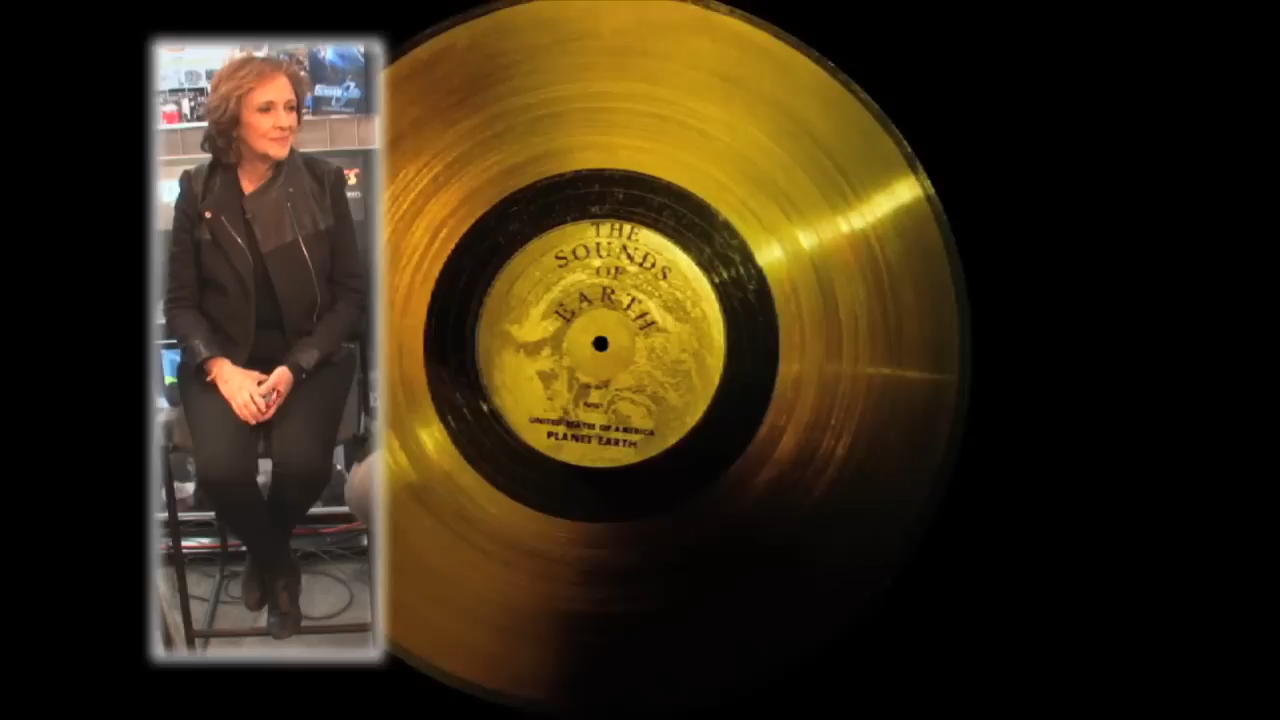 THE
SOUNDS
OF
EARTH
UNITED STATES OF AMERICA
PLANET EARTH